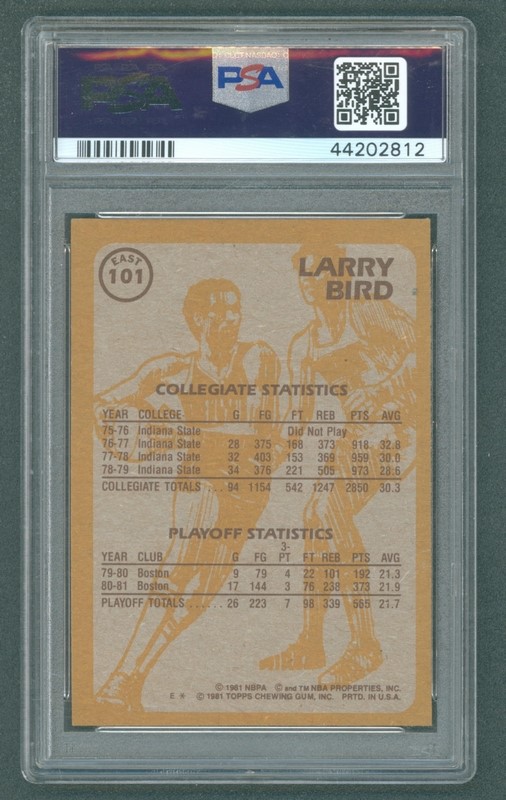 PSA
PSA
44202812
EAST
101
LARRY
BIRD
COLLEGIATE STATISTICS
YEAR COLLEGE G FG FT REB PTS AVG
75-76 Indiana State Did Not Play
76-77 Indiana State 28 375 168 373 918 32.8
77-78 Indiana State 32 403 153 369 959 30.0
78-79 Indiana State 34 376 221 505 973 28.6
COLLEGIATE TOTALS ... 94 1154 542 1247 2850 30.3
PLAYOFF STATISTICS
3-
YEAR CLUB G FG PT FT REB PTS AVG
79-80 Boston 9 79 4 22 101 192 21.3
80-81 Boston 17 144 3 76 238 373 21.9
PLAYOFF TOTALS ...... 26 223 7 98 339 565 21.7
© 1981 NBPA © and TM NBA PROPERTIES, INC.
E * © 1981 TOPPS CHEWING GUM, INC. PRTD. IN U.S.A.